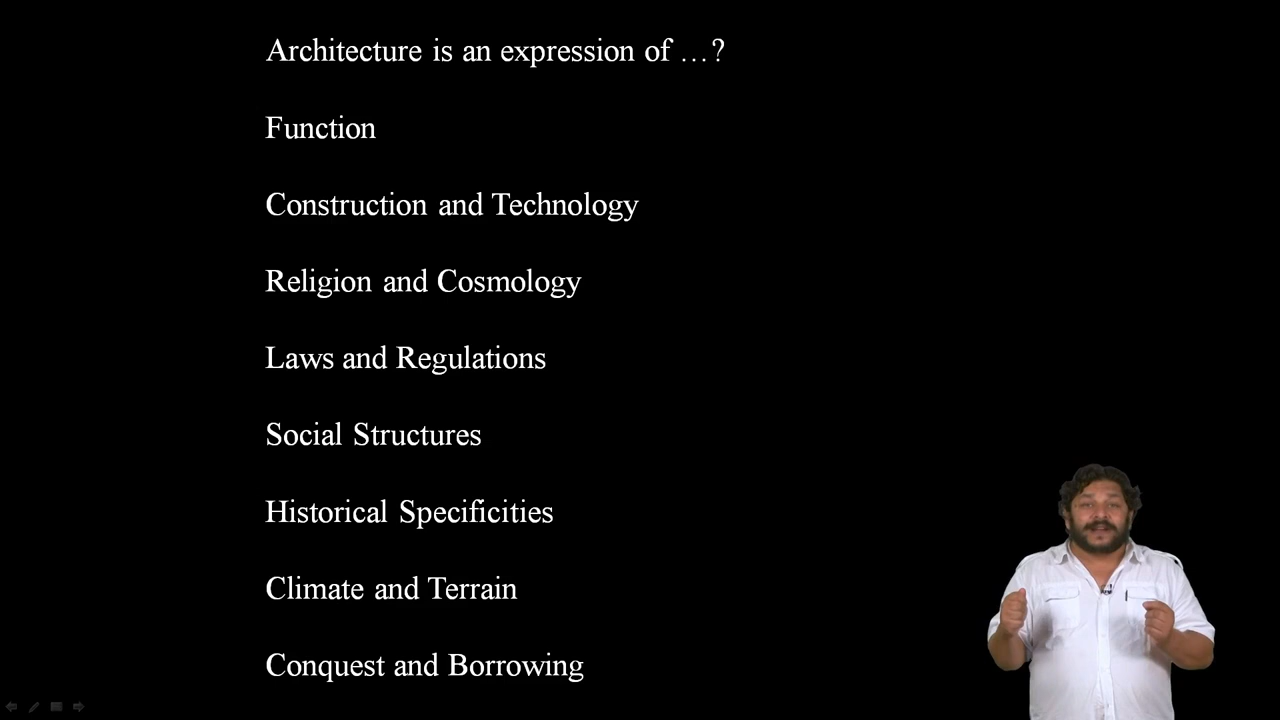 Architecture is an expression of …?
Function
Construction and Technology
Religion and Cosmology
Laws and Regulations
Social Structures
Historical Specificities
Climate and Terrain
Conquest and Borrowing